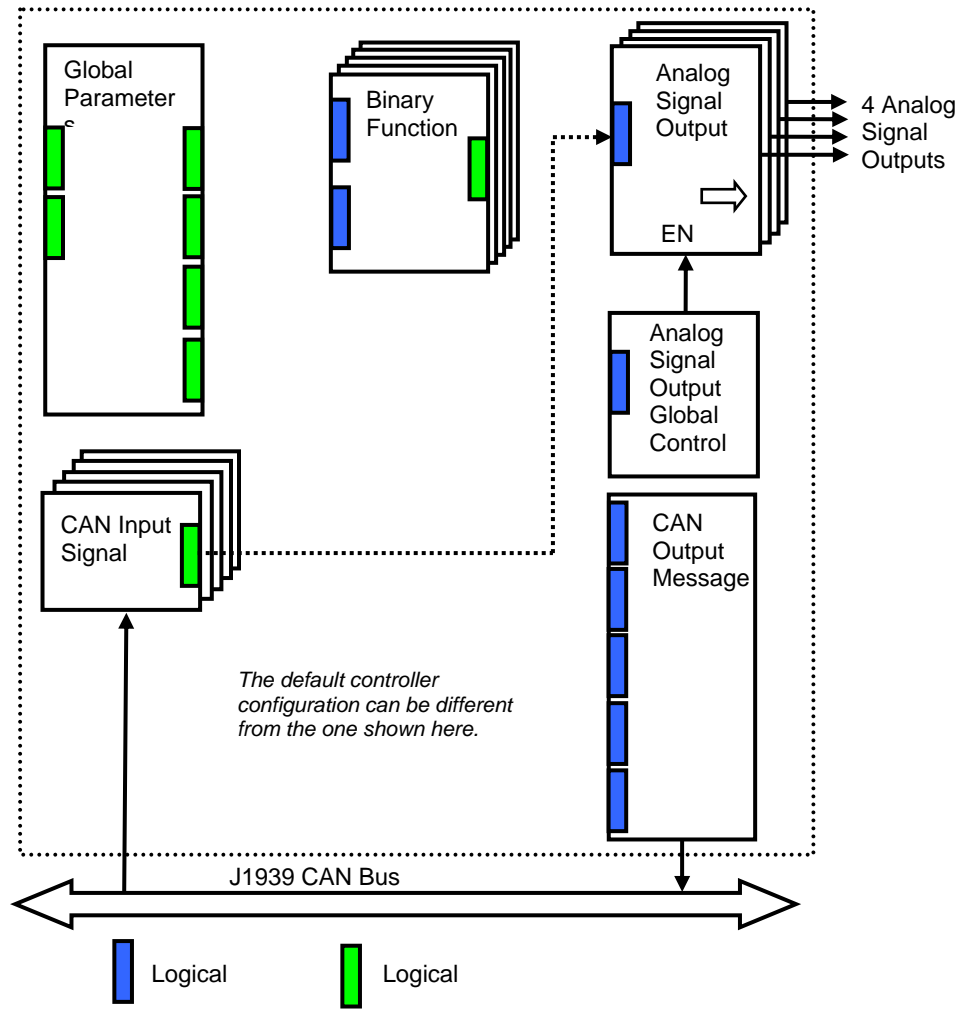 Global
Parameter
s
Binary
Function
Analog
Signal
Output
EN
4 Analog
Signal
Outputs
Analog
Signal
Output
Global
Control
CAN Input
Signal
CAN
Output
Message
The default controller
configuration can be different
from the one shown here.
J1939 CAN Bus
Logical
Logical